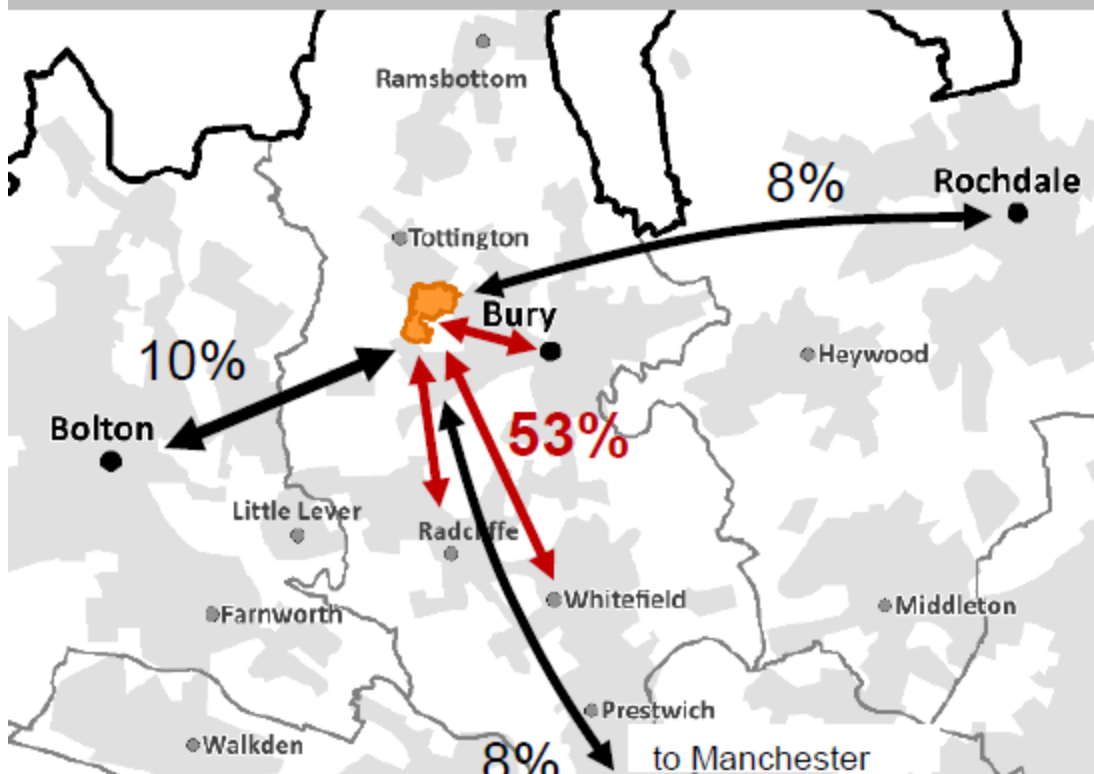 Ramsbottom
8%
Rochdale
Tottington
Bury
Heywood
10%
Bolton
53%
Little Lever
Radcliffe
Whitefield
Middleton
Farnworth
Prestwich
Walkden
8%
to Manchester